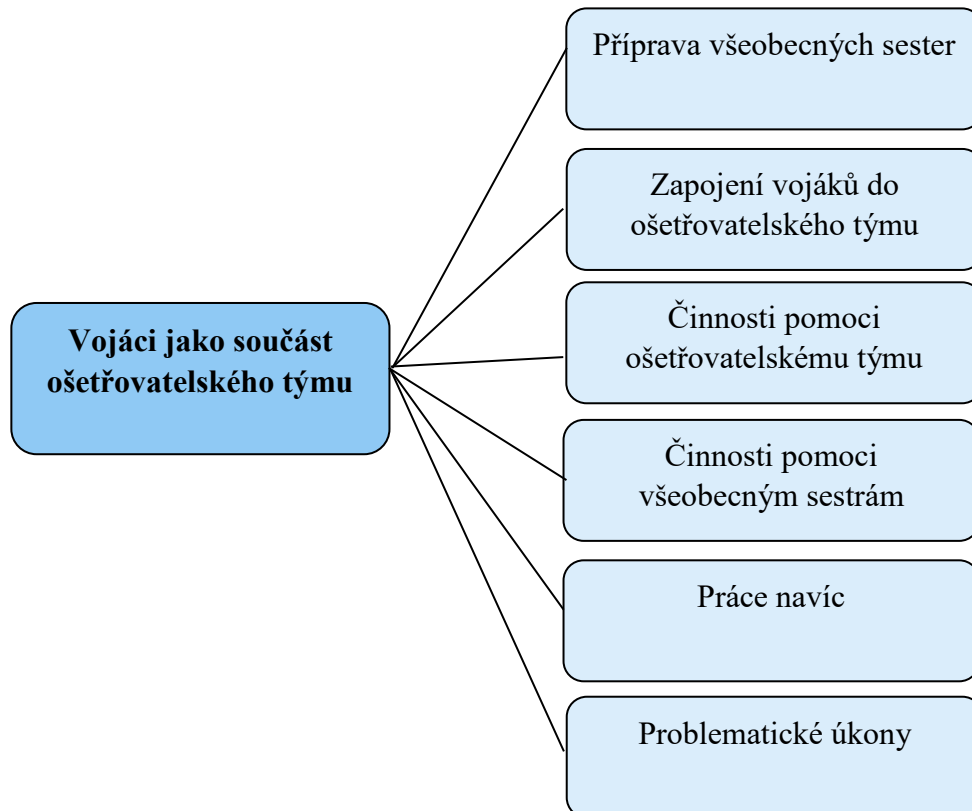 Příprava všeobecných sester
Zapojení vojáků do
ošetřovatelského týmu
Vojáci jako součást
ošetřovatelského týmu
Činnosti pomoci
ošetřovatelskému týmu
Činnosti pomoci
všeobecným sestrám
Práce navíc
Problematické úkony